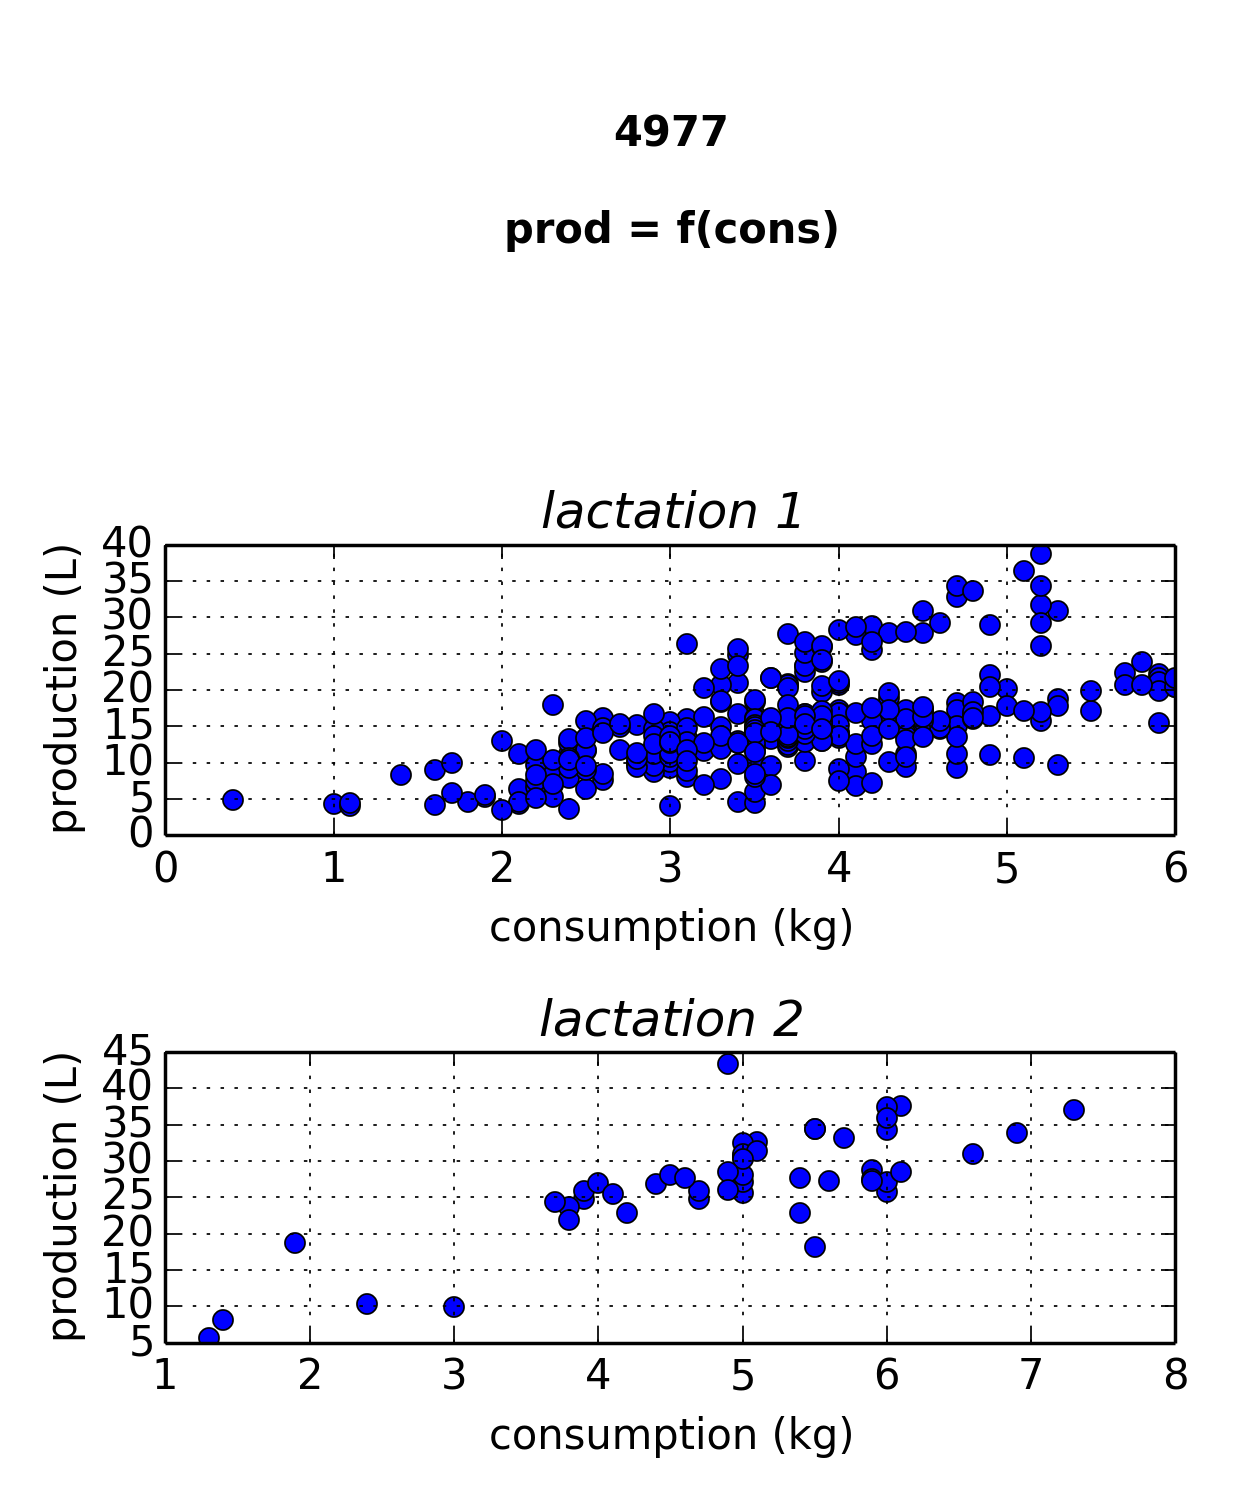 4977
prod = f(cons)
lactation 1
production (L)
40
35
30
25
20
15
10
5
0
0 1 2 3 4 5 6
consumption (kg)
lactation 2
production (L)
45
40
35
30
25
20
15
10
5
1 2 3 4 5 6 7 8
consumption (kg)